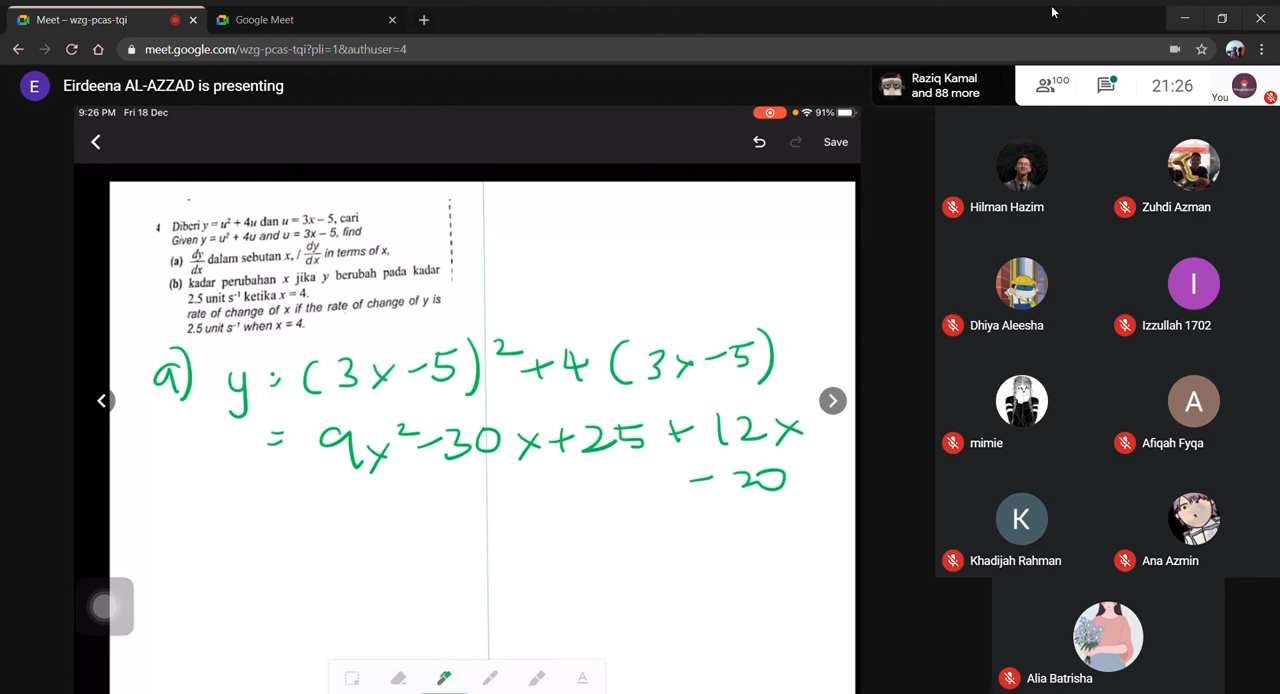 Meet – wzg-pcas-tqi
Google Meet
meet.google.com/wzg-pcas-tqi?pli=1&authuser=4
E
Eirdeena AL-AZZAD is presenting
Raziq Kamal
and 88 more
100
21:26
You
9:26 PM Fri 18 Dec
91%
Save
4 Diberi y = u² + 4u dan u = 3x – 5, cari
Given y = u² + 4u and u = 3x – 5, find
(a) dy/dx dalam sebutan x, / dy/dx in terms of x,
(b) kadar perubahan x jika y berubah pada kadar
2.5 unit s⁻¹ ketika x = 4.
rate of change of x if the rate of change of y is
2.5 unit s⁻¹ when x = 4.
a) y = (3x - 5)² + 4 (3x - 5)
= 9x² - 30x + 25 + 12x
- 20
A
Hilman Hazim
Zuhdi Azman
Dhiya Aleesha
I
Izzullah 1702
mimie
A
Afiqah Fyqa
K
Khadijah Rahman
Ana Azmin
Alia Batrisha